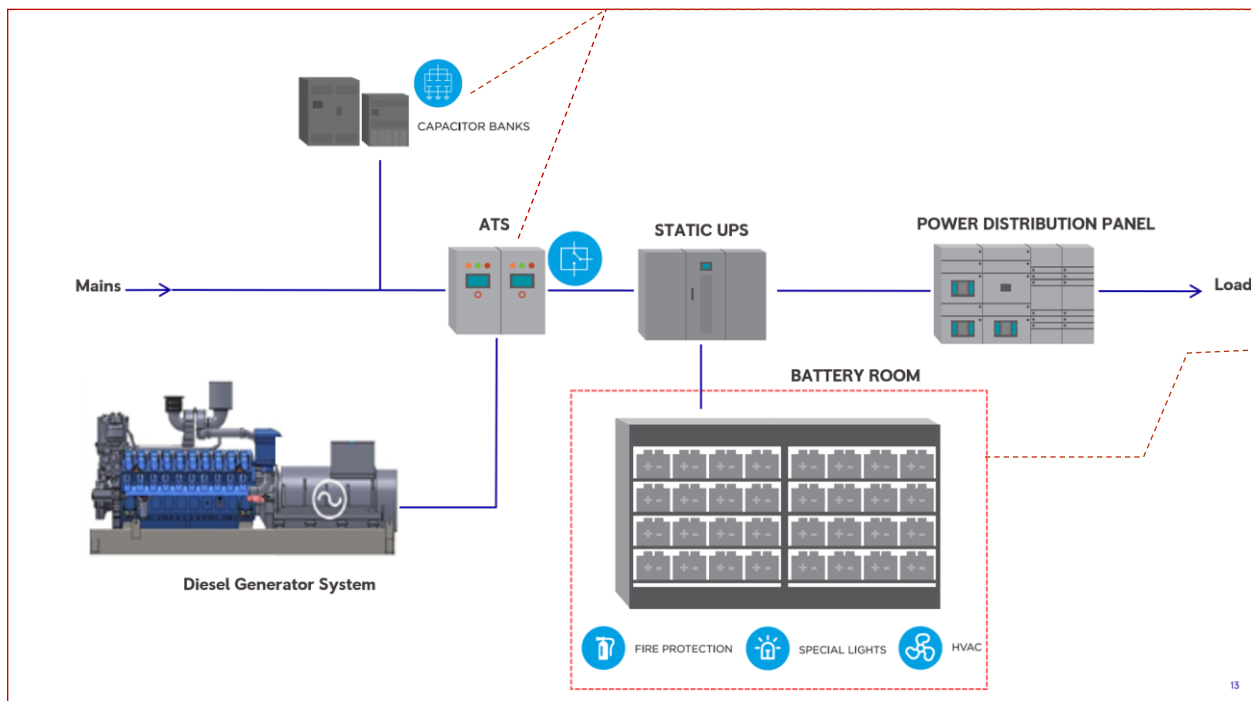 CAPACITOR BANKS
ATS
STATIC UPS
POWER DISTRIBUTION PANEL
Mains
Load
BATTERY ROOM
Diesel Generator System
FIRE PROTECTION
SPECIAL LIGHTS
HVAC
13